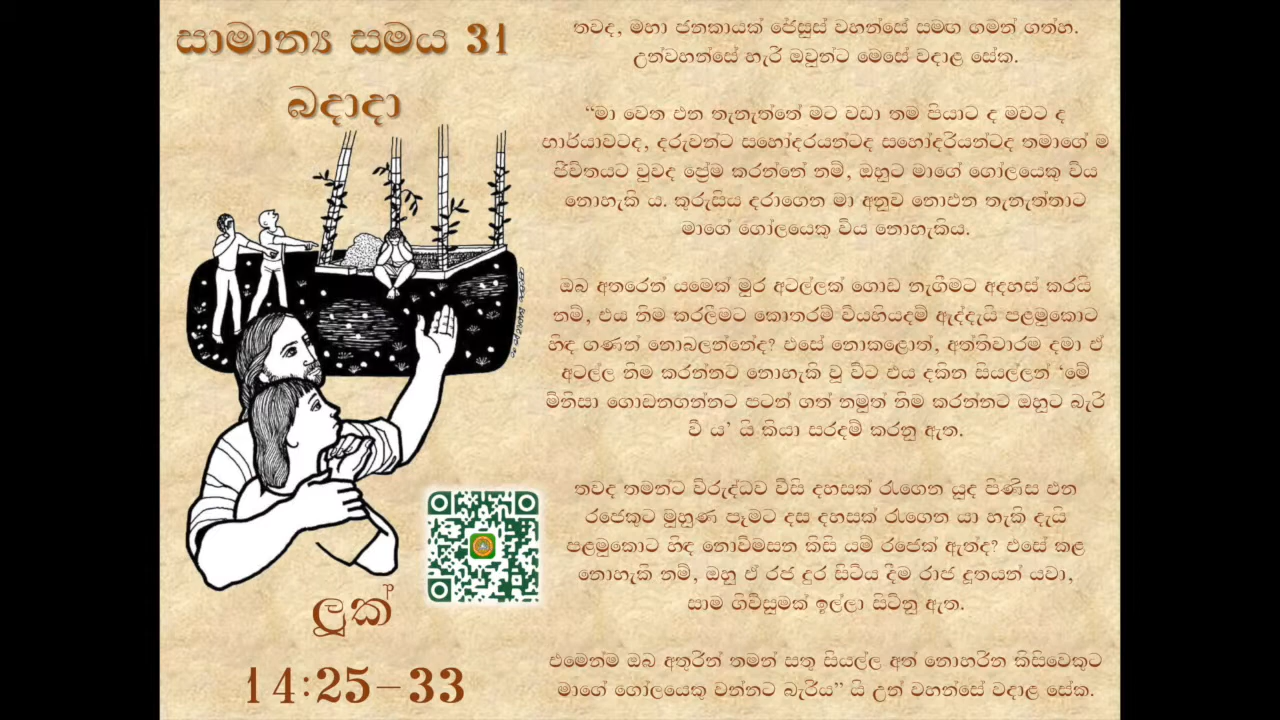 සාමාන්‍ය සමය 31
බදාදා
ලූක්
14:25-33
තවද, මහා ජනකායක් ජේසුස් වහන්සේ සමඟ ගමන් ගත්හ.
උන්වහන්සේ හැරී ඔවුන්ට මෙසේ වදාළ සේක.
“මා වෙත එන තැනැත්තේ මට වඩා තම පියාට ද මවට ද
භාර්යාවටද, දරුවන්ට සහෝදරයන්ටද සහෝදරියන්ටද තමාගේ ම
ජීවිතයට වුවද ප්‍රේම කරන්නේ නම්, ඔහුට මාගේ ගෝලයෙකු විය
නොහැකි ය. කුරුසිය දරාගෙන මා අනුව නොඑන තැනැත්තාට
මාගේ ගෝලයෙකු විය නොහැකිය.
ඔබ අතරෙන් යමෙක් මුර අටල්ලක් ගොඩ නැගීමට අදහස් කරයි
නම්, එය නිම කරලීමට කොතරම් වියහියදම් ඇද්දැයි පළමුකොට
හිඳ ගණන් නොබලන්නේද? එසේ නොකළොත්, අත්තිවාරම දමා ඒ
අටල්ල නිම කරන්නට නොහැකි වූ විට එය දකින සියල්ලන් ‘මේ
මිනිසා ගොඩනගන්නට පටන් ගත් නමුත් නිම කරන්නට ඔහුට බැරි
වී ය’ යි කියා සරදම් කරනු ඇත.
තවද තමන්ට විරුද්ධව විසි දහසක් රැගෙන යුද පිණිස එන
රජෙකුට මුහුණ පෑමට දස දහසක් රැගෙන යා හැකි දැයි
පළමුකොට හිඳ නොවිමසන කිසි යම් රජෙක් ඇත්ද? එසේ කළ
නොහැකි නම්, ඔහු ඒ රජ දුර සිටිය දීම රාජ දූතයන් යවා,
සාම ගිවිසුමක් ඉල්ලා සිටිනු ඇත.
එමෙන්ම ඔබ අතුරින් තමන් සතු සියල්ල අත් නොහරින කිසිවෙකුට
මාගේ ගෝලයෙකු වන්නට බැරිය” යි උන් වහන්සේ වදාළ සේක.